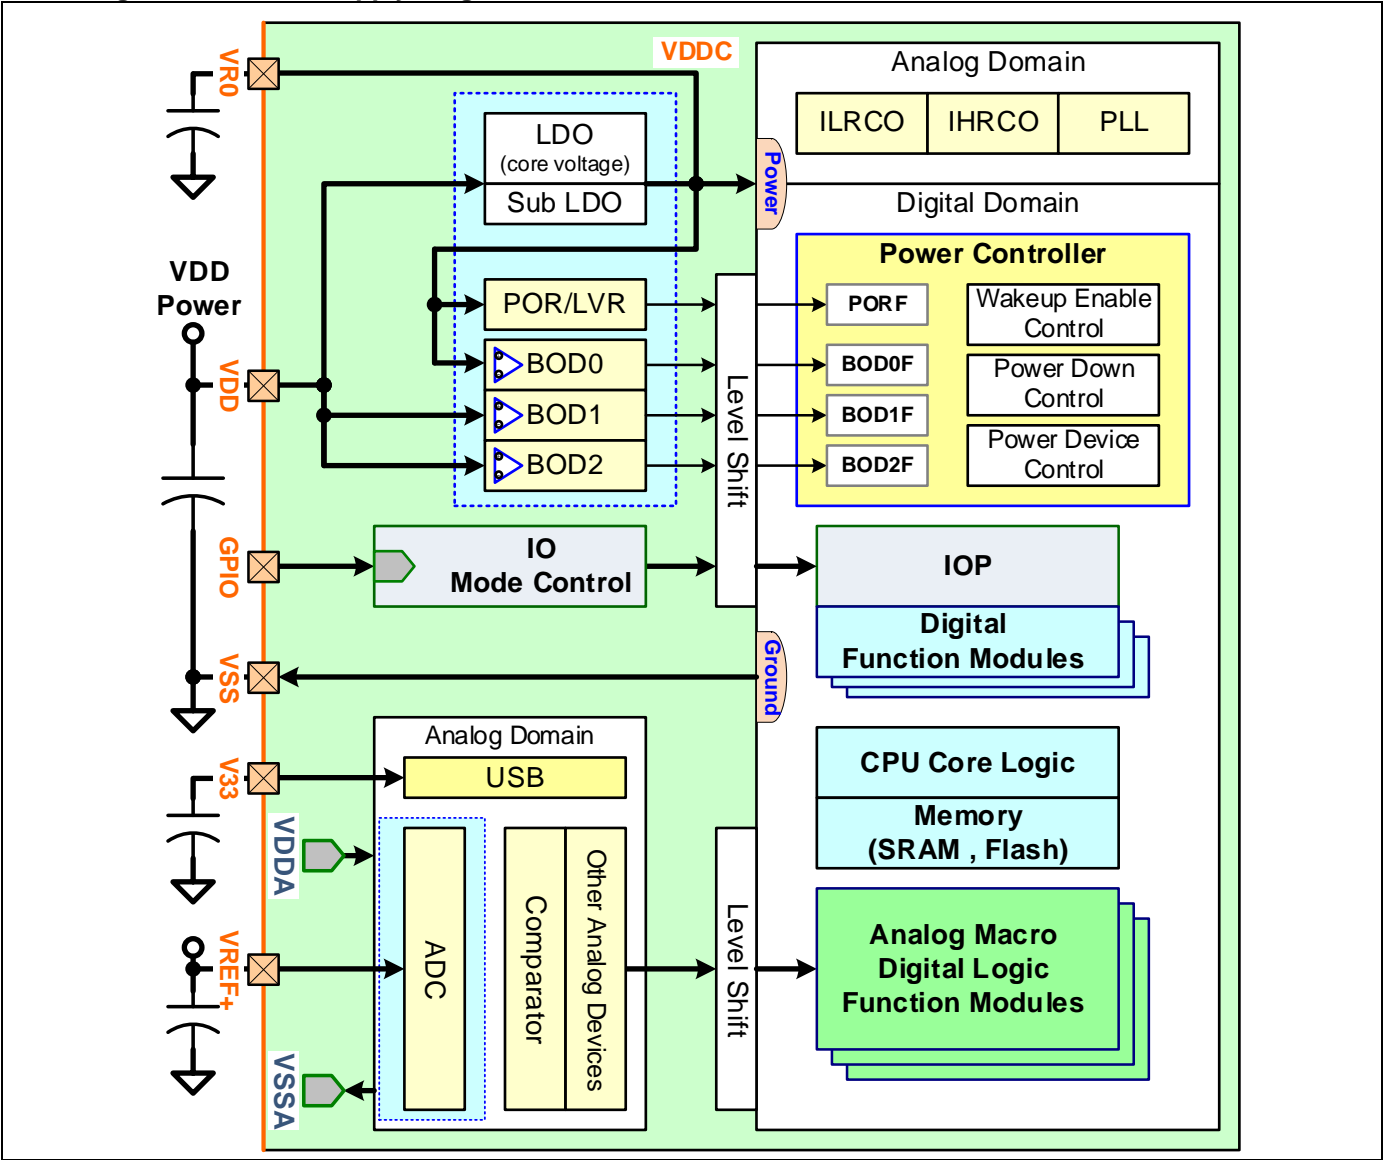 VR0
VDDC
Analog Domain
ILRCO
IHRCO
PLL
LDO
(core voltage)
Sub LDO
Power
Digital Domain
Power Controller
VDD
Power
POR/LVR
PORF
Wakeup Enable
Control
BOD0
BOD0F
Power Down
Control
VDD
BOD1
BOD1F
BOD2
BOD2F
Power Device
Control
Level Shift
GPIO
IO
Mode Control
IOP
Digital
Function Modules
VSS
Ground
Analog Domain
V33
USB
CPU Core Logic
Memory
(SRAM , Flash)
VDDA
ADC
Comparator
Other Analog Devices
Level Shift
Analog Macro
Digital Logic
Function Modules
VREF+
VSSA